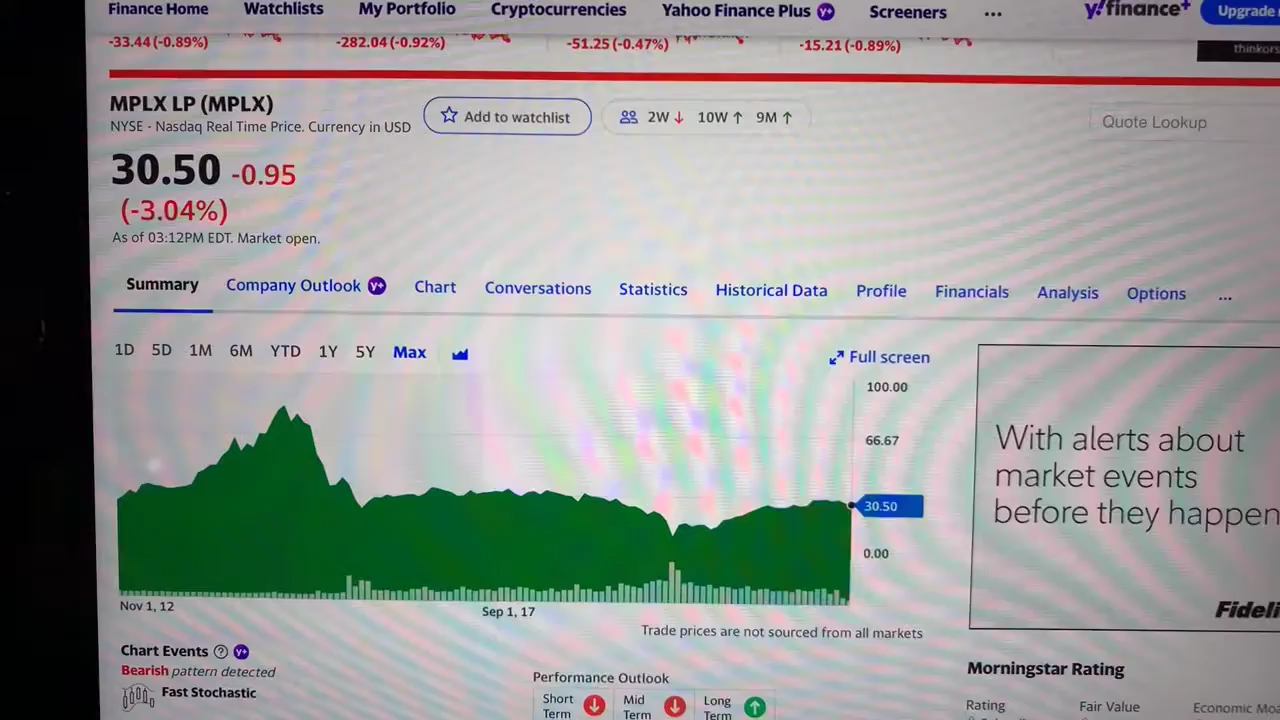 Finance Home Watchlists My Portfolio Cryptocurrencies Yahoo Finance Plus Y+ Screeners ... y!finance+ Upgrade
-33.44 (-0.89%) -282.04 (-0.92%) -51.25 (-0.47%) -15.21 (-0.89%)
MPLX LP (MPLX)
NYSE - Nasdaq Real Time Price. Currency in USD
Add to watchlist
2W ↓ 10W ↑ 9M ↑
Quote Lookup
30.50 -0.95
(-3.04%)
As of 03:12PM EDT. Market open.
Summary Company Outlook Y+ Chart Conversations Statistics Historical Data Profile Financials Analysis Options ...
1D 5D 1M 6M YTD 1Y 5Y Max
Full screen
100.00
66.67
30.50
0.00
Nov 1, 12 Sep 1, 17
Trade prices are not sourced from all markets
With alerts about
market events
before they happen
Chart Events ? Y+
Bearish pattern detected
Fast Stochastic
Performance Outlook
Short Term
Mid Term
Long Term
Morningstar Rating
Rating Fair Value Economic